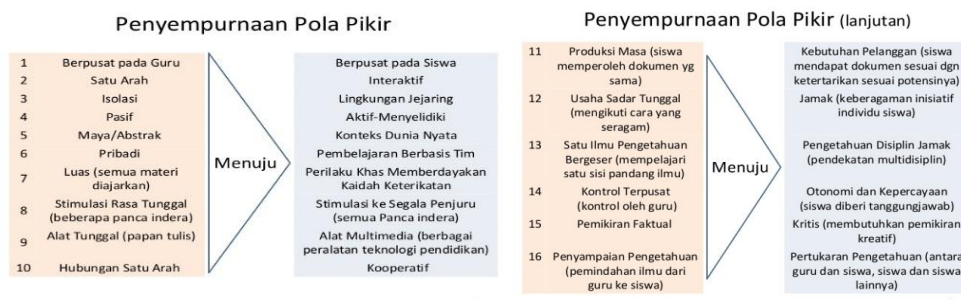 Penyempurnaan Pola Pikir
1 Berpusat pada Guru
2 Satu Arah
3 Isolasi
4 Pasif
5 Maya/Abstrak
6 Pribadi
7 Luas (semua materi
diajarkan)
8 Stimulasi Rasa Tunggal
(beberapa panca indera)
9 Alat Tunggal (papan tulis)
10 Hubungan Satu Arah
Menuju
Berpusat pada Siswa
Interaktif
Lingkungan Jejaring
Aktif-Menyelidiki
Konteks Dunia Nyata
Pembelajaran Berbasis Tim
Perilaku Khas Memberdayakan
Kaidah Keterikatan
Stimulasi ke Segala Penjuru
(semua Panca indera)
Alat Multimedia (berbagai
peralatan teknologi pendidikan)
Kooperatif
Penyempurnaan Pola Pikir (lanjutan)
11 Produksi Masa (siswa
memperoleh dokumen yg
sama)
12 Usaha Sadar Tunggal
(mengikuti cara yang
seragam)
13 Satu Ilmu Pengetahuan
Bergeser (mempelajari
satu sisi pandang ilmu)
14 Kontrol Terpusat
(kontrol oleh guru)
15 Pemikiran Faktual
16 Penyampaian Pengetahuan
(pemindahan ilmu dari
guru ke siswa)
Menuju
Kebutuhan Pelanggan (siswa
mendapat dokumen sesuai dgn
ketertarikan sesuai potensinya)
Jamak (keberagaman inisiatif
individu siswa)
Pengetahuan Disiplin Jamak
(pendekatan multidisiplin)
Otonomi dan Kepercayaan
(siswa diberi tanggungjawab)
Kritis (membutuhkan pemikiran
kreatif)
Pertukaran Pengetahuan (antara
guru dan siswa, siswa dan siswa
lainnya)